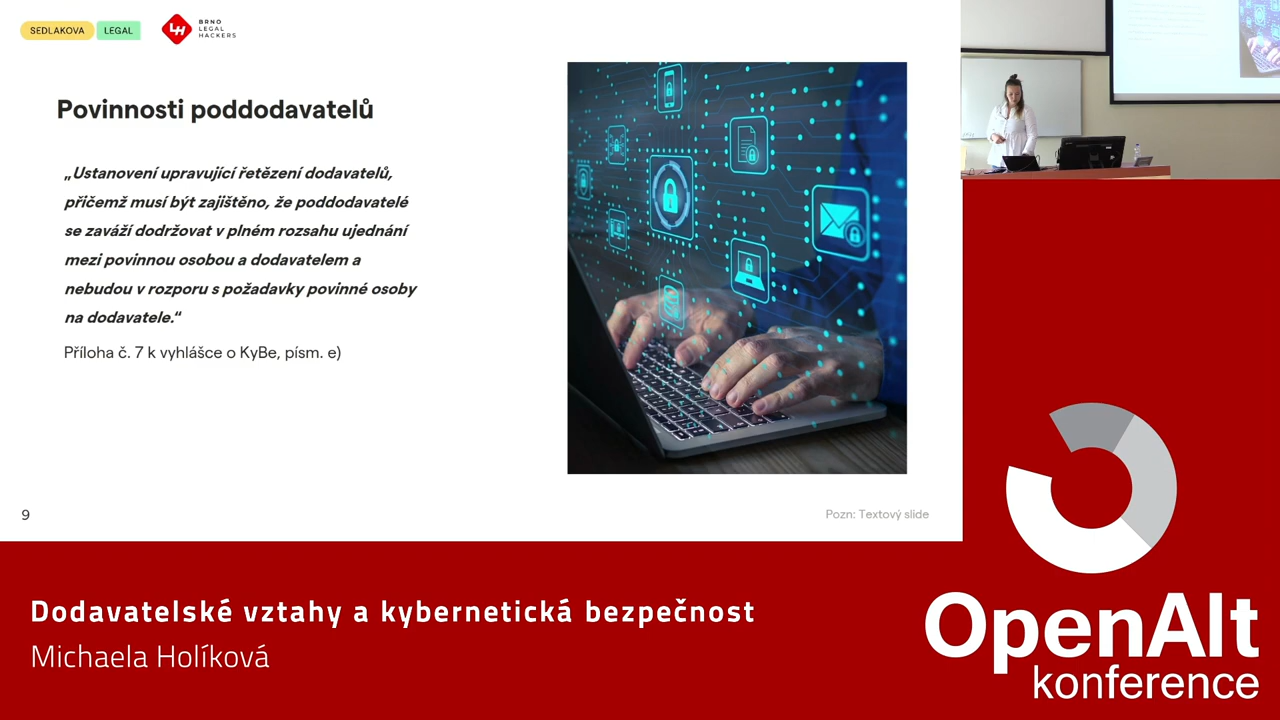 SEDLAKOVA LEGAL
LH
BRNO
LEGAL
HACKERS
Povinnosti poddodavatelů
„Ustanovení upravující řetězení dodavatelů,
přičemž musí být zajištěno, že poddodavatelé
se zaváží dodržovat v plném rozsahu ujednání
mezi povinnou osobou a dodavatelem a
nebudou v rozporu s požadavky povinné osoby
na dodavatele.“
Příloha č. 7 k vyhlášce o KyBe, písm. e)
9
Pozn: Textový slide
Dodavatelské vztahy a kybernetická bezpečnost
Michaela Holíková
OpenAlt
konference